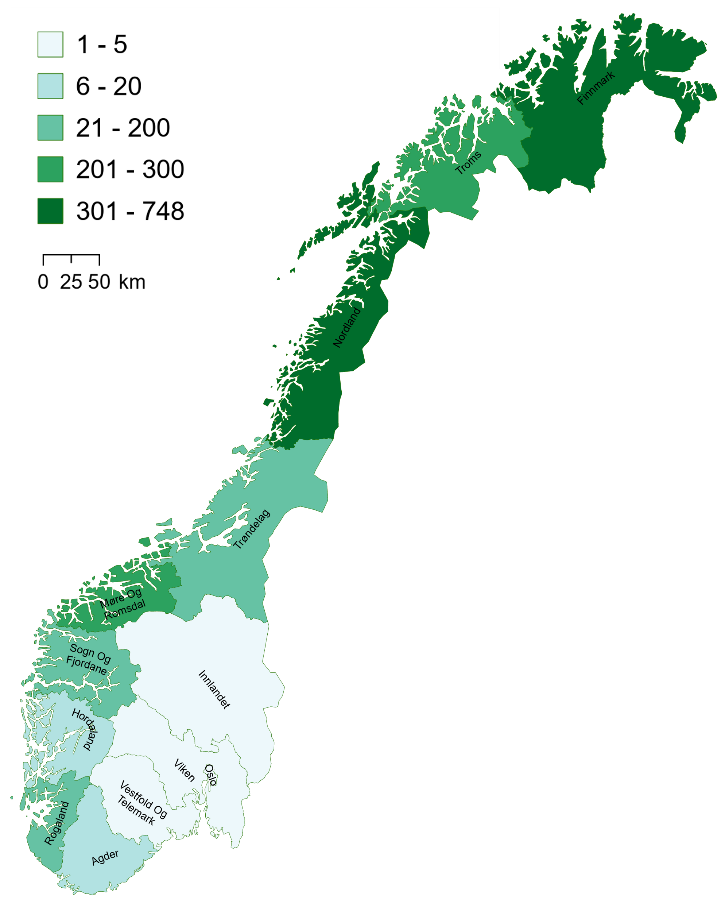 1 - 5
6 - 20
21 - 200
201 - 300
301 - 748
0 25 50 km
Finnmark
Troms
Nordland
Trøndelag
Møre Og
Romsdal
Sogn Og
Fjordane
Innlandet
Hordaland
Viken
Oslo
Vestfold Og
Telemark
Rogaland
Agder